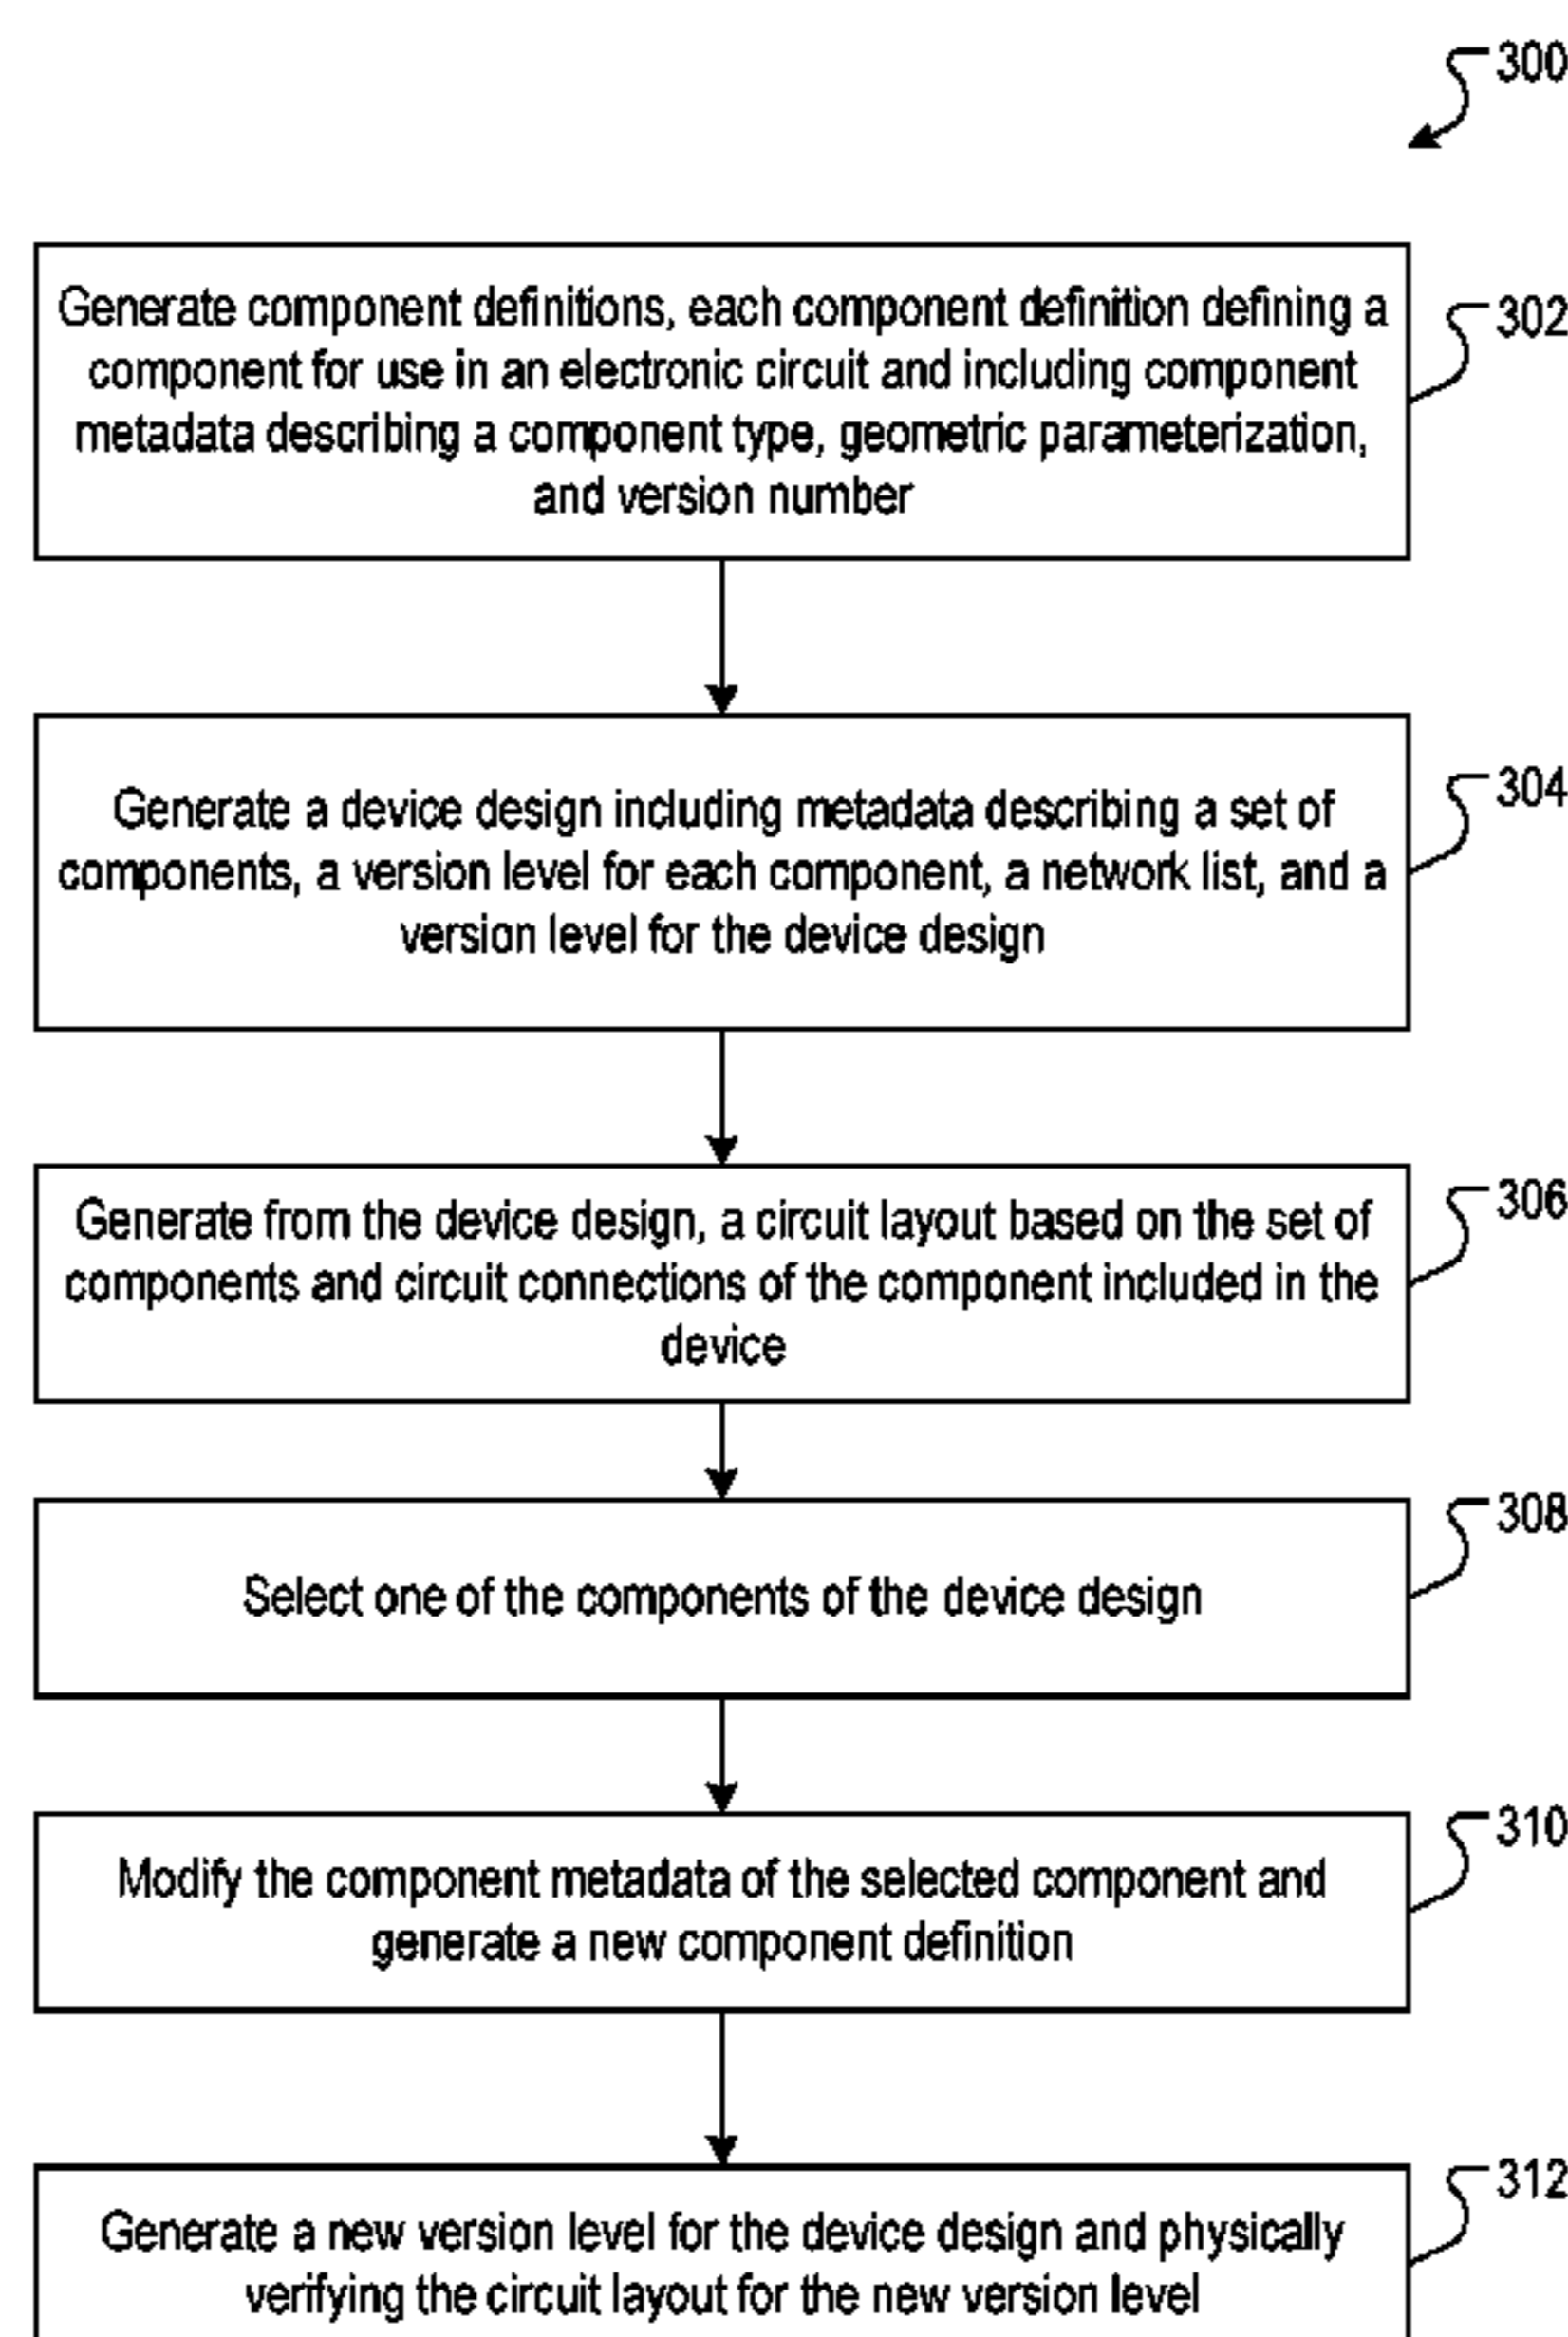 300
Generate component definitions, each component definition defining a
component for use in an electronic circuit and including component
metadata describing a component type, geometric parameterization,
and version number
302
Generate a device design including metadata describing a set of
components, a version level for each component, a network list, and a
version level for the device design
304
Generate from the device design, a circuit layout based on the set of
components and circuit connections of the component included in the
device
306
Select one of the components of the device design
308
Modify the component metadata of the selected component and
generate a new component definition
310
Generate a new version level for the device design and physically
verifying the circuit layout for the new version level
312